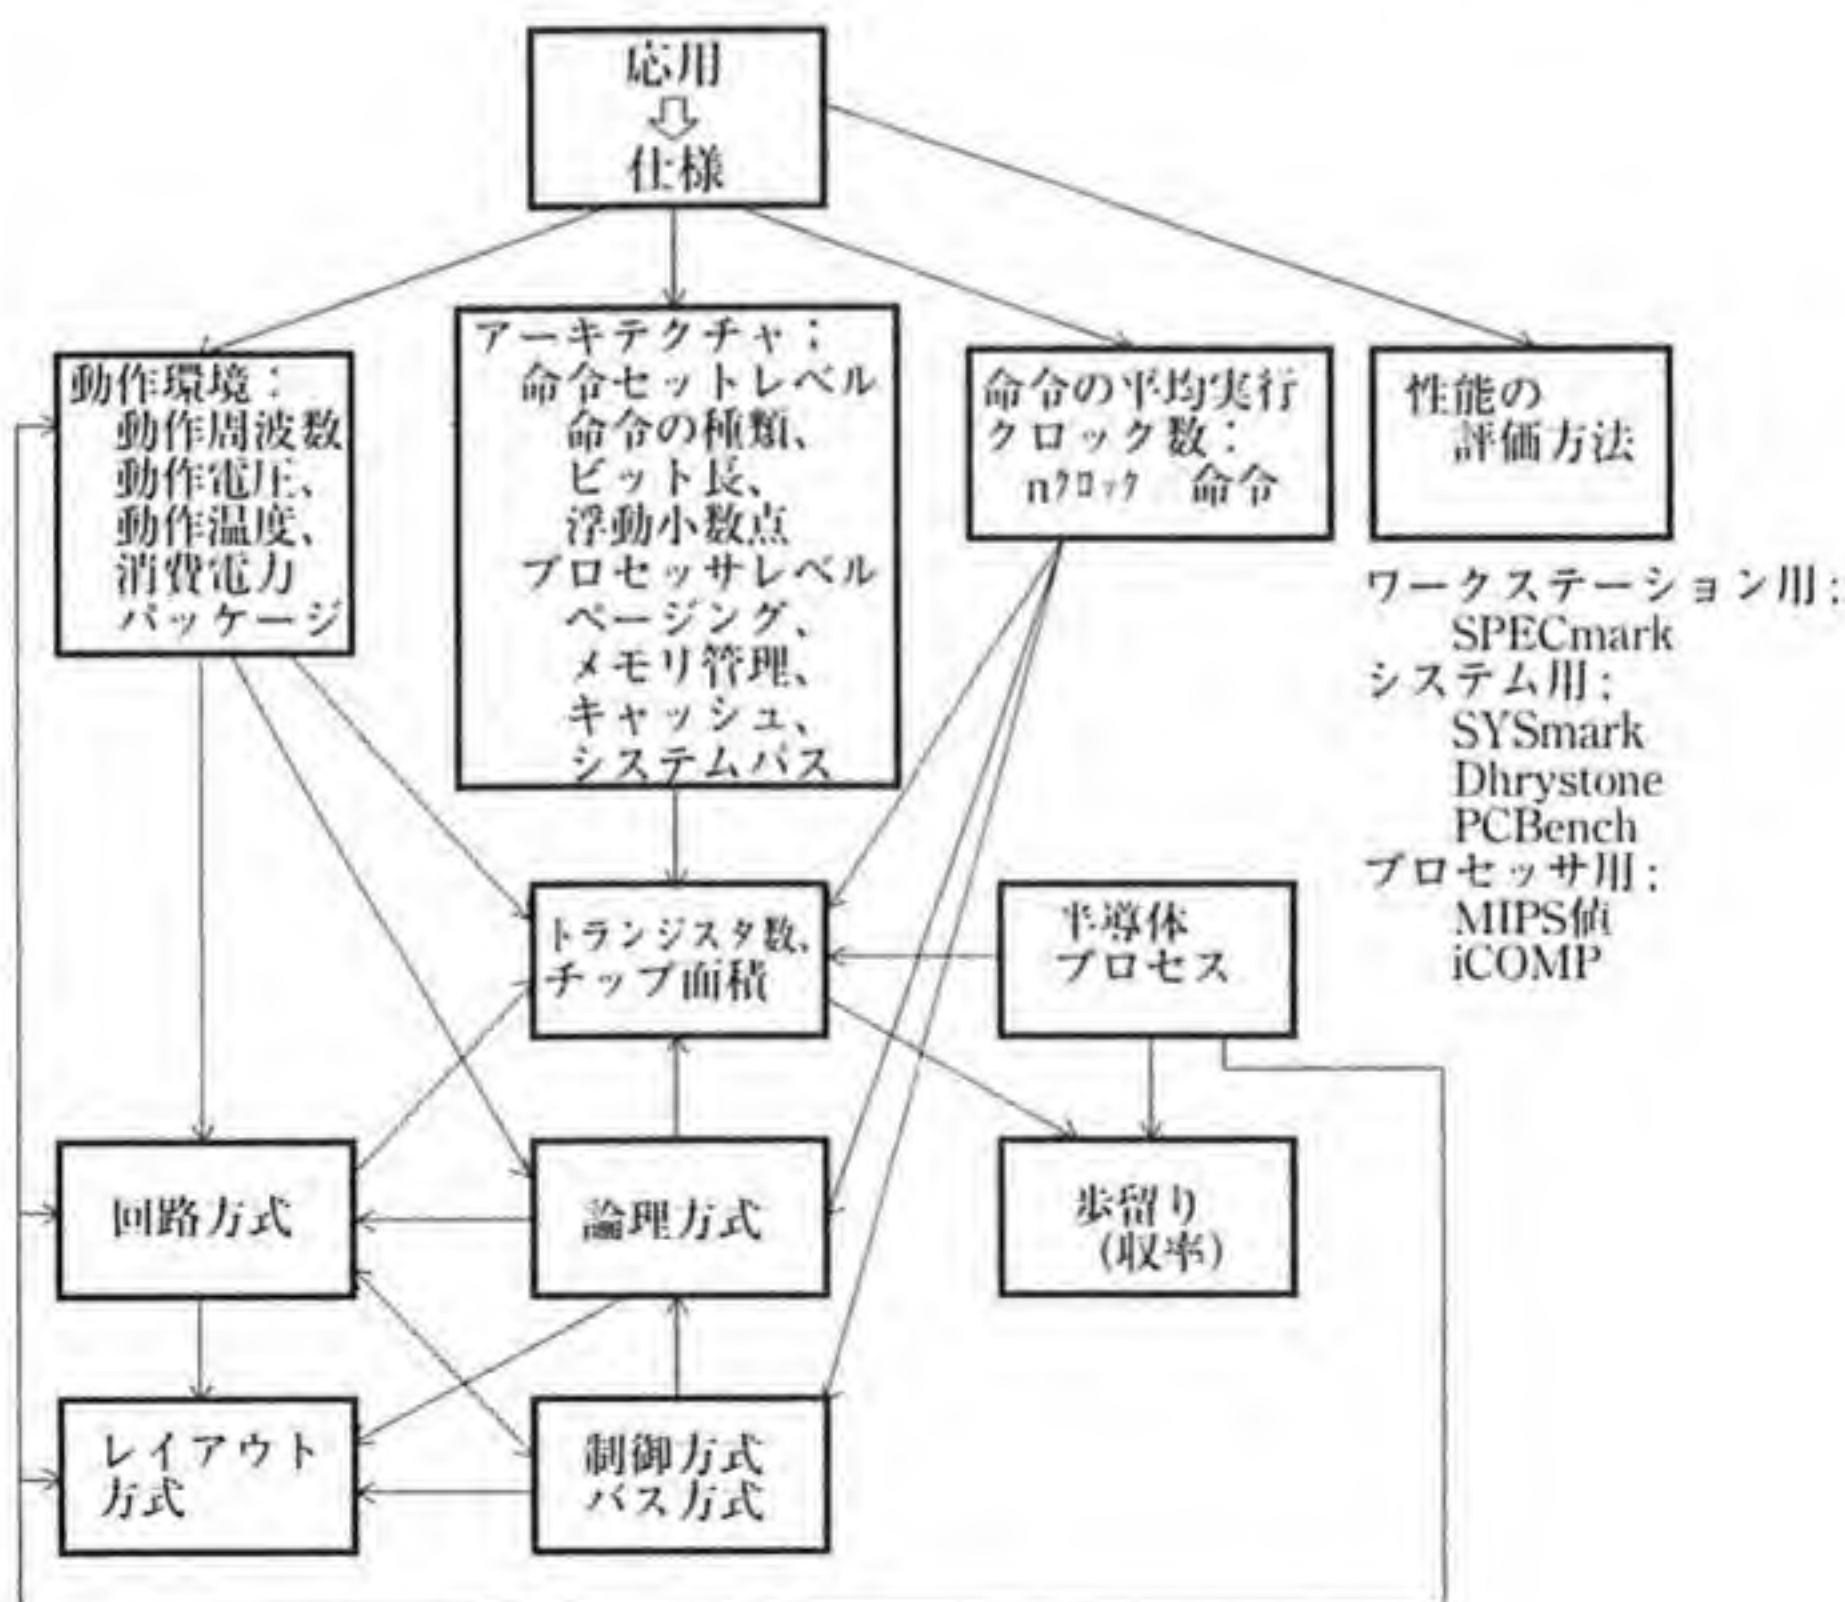 応用
仕様
動作環境：
動作周波数
動作電圧、
動作温度、
消費電力
パッケージ
アーキテクチャ：
命令セットレベル
命令の種類、
ビット長、
浮動小数点
プロセッサレベル
ページング、
メモリ管理、
キャッシュ、
システムバス
命令の平均実行
クロック数：
nクロック 命令
性能の
評価方法
ワークステーション用：
SPECmark
システム用：
SYSmark
Dhrystone
PCBench
プロセッサ用：
MIPS値
iCOMP
トランジスタ数、
チップ面積
半導体
プロセス
回路方式
論理方式
歩留り
（収率）
レイアウト
方式
制御方式
バス方式